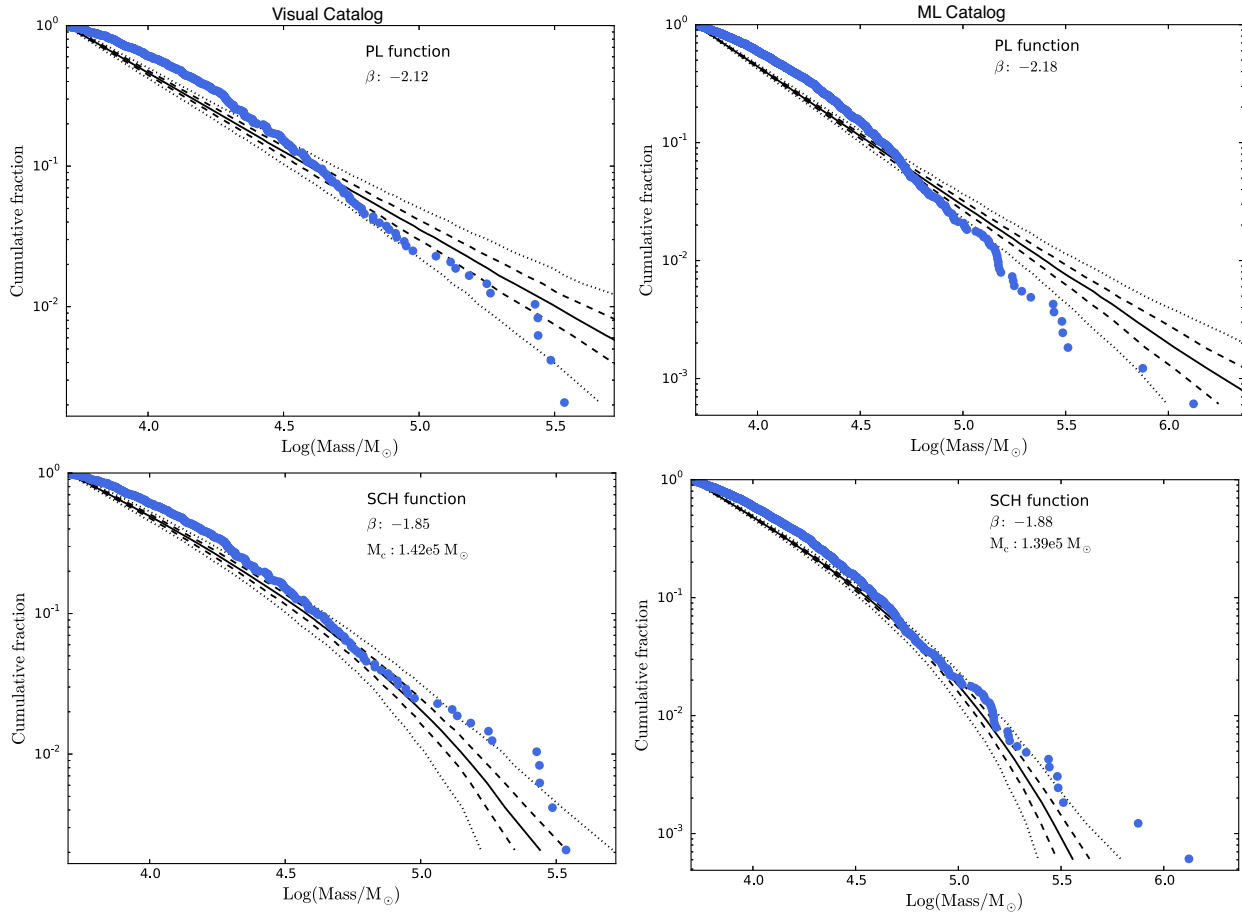 Visual Catalog
ML Catalog
10⁰
10⁻¹
10⁻²
Cumulative fraction
PL function
β: −2.12
4.0 4.5 5.0 5.5
Log(Mass/M☉)
10⁰
10⁻¹
10⁻²
10⁻³
Cumulative fraction
PL function
β: −2.18
4.0 4.5 5.0 5.5 6.0
Log(Mass/M☉)
10⁰
10⁻¹
10⁻²
Cumulative fraction
SCH function
β: −1.85
M_c : 1.42e5 M☉
4.0 4.5 5.0 5.5
Log(Mass/M☉)
10⁰
10⁻¹
10⁻²
10⁻³
Cumulative fraction
SCH function
β: −1.88
M_c : 1.39e5 M☉
4.0 4.5 5.0 5.5 6.0
Log(Mass/M☉)